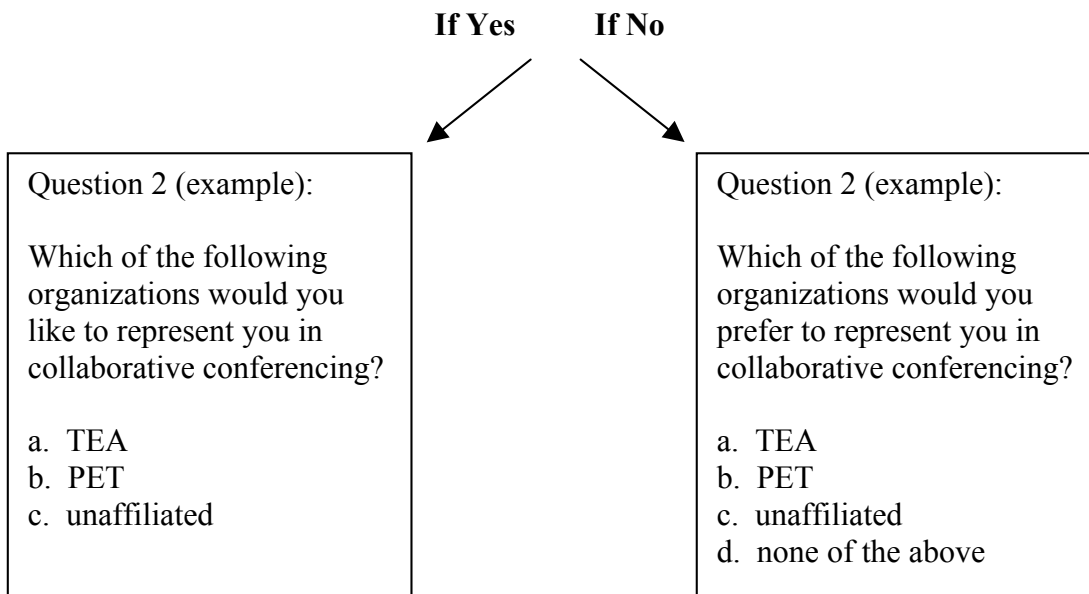 If Yes If No
Question 2 (example):
Which of the following
organizations would you
like to represent you in
collaborative conferencing?
a. TEA
b. PET
c. unaffiliated
Question 2 (example):
Which of the following
organizations would you
prefer to represent you in
collaborative conferencing?
a. TEA
b. PET
c. unaffiliated
d. none of the above